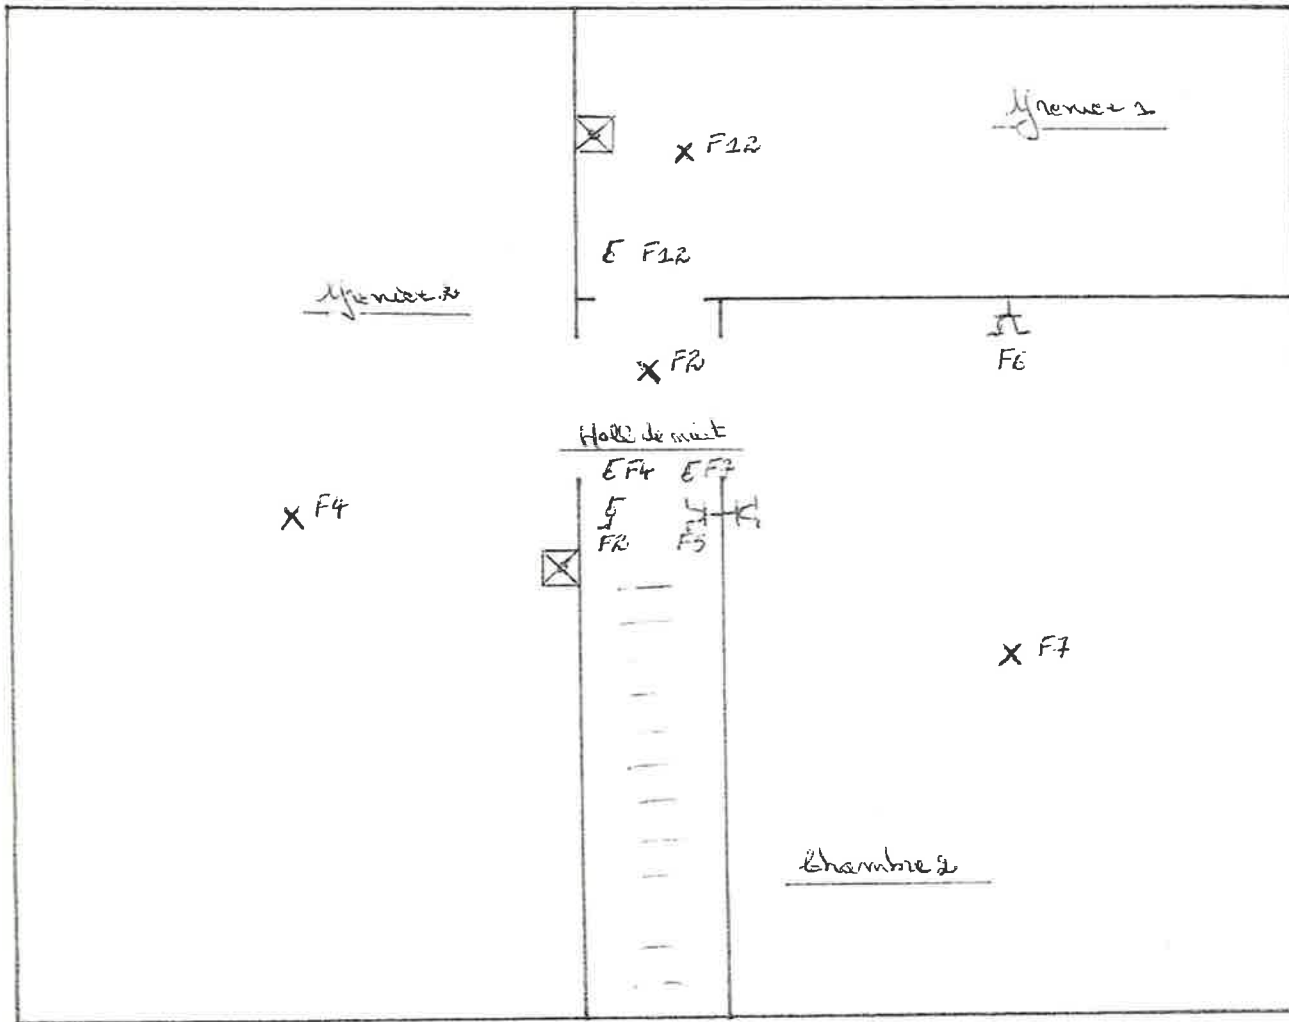 Grenier 1
F12
E F12
Grenier 2
F6
F2
Hall de nuit
E F4 E F7
F4
F2 F5
F7
Chambre 2